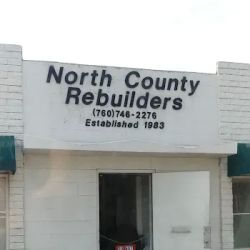 North County
Rebuilders
(760)746-2276
Established 1983